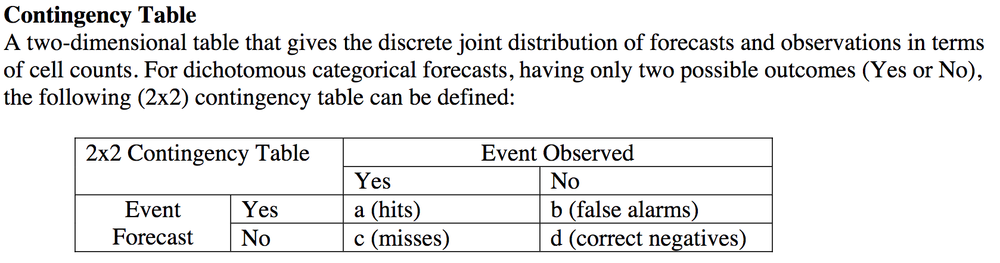 Contingency Table
A two-dimensional table that gives the discrete joint distribution of forecasts and observations in terms
of cell counts. For dichotomous categorical forecasts, having only two possible outcomes (Yes or No),
the following (2x2) contingency table can be defined:
2x2 Contingency Table
Event Observed
Yes
No
Event
Forecast
Yes
a (hits)
b (false alarms)
No
c (misses)
d (correct negatives)